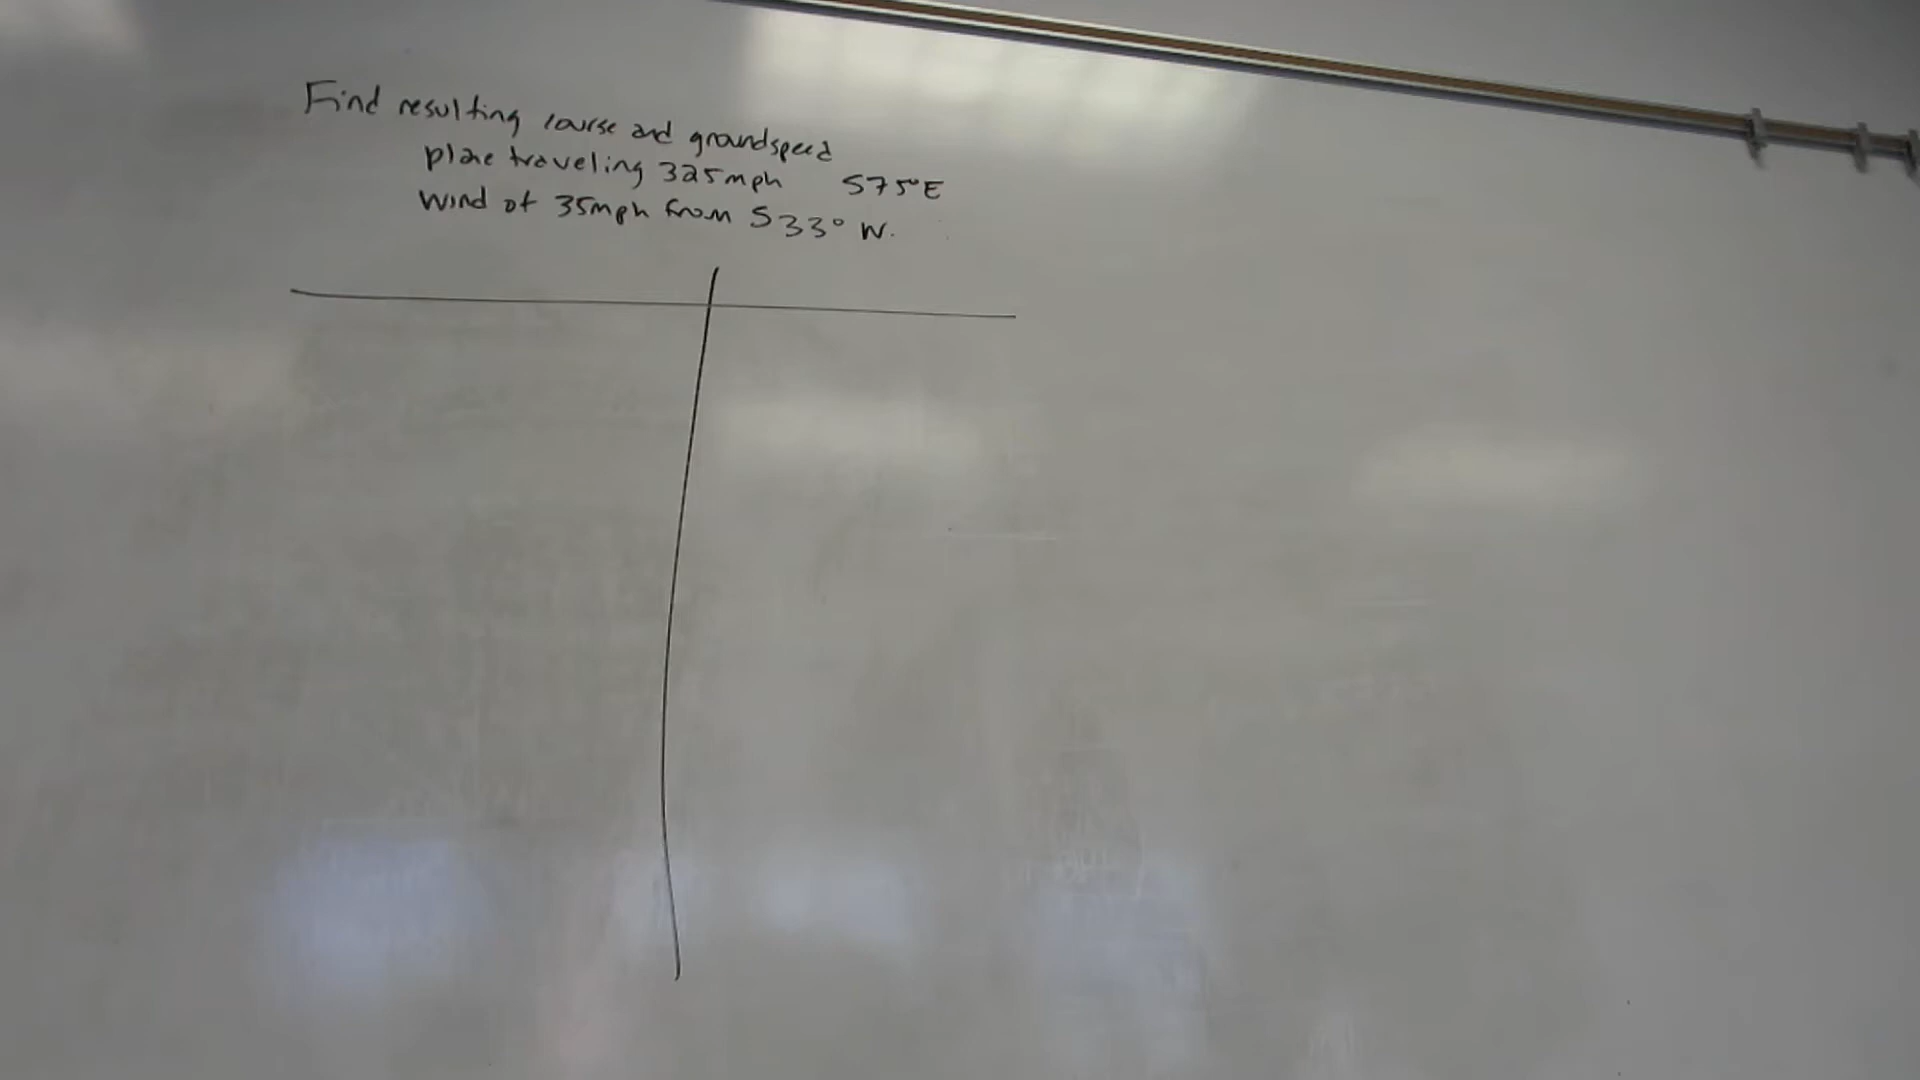 Find resulting course and groundspeed
plane traveling 325mph S75°E
wind of 35mph from S33° W.